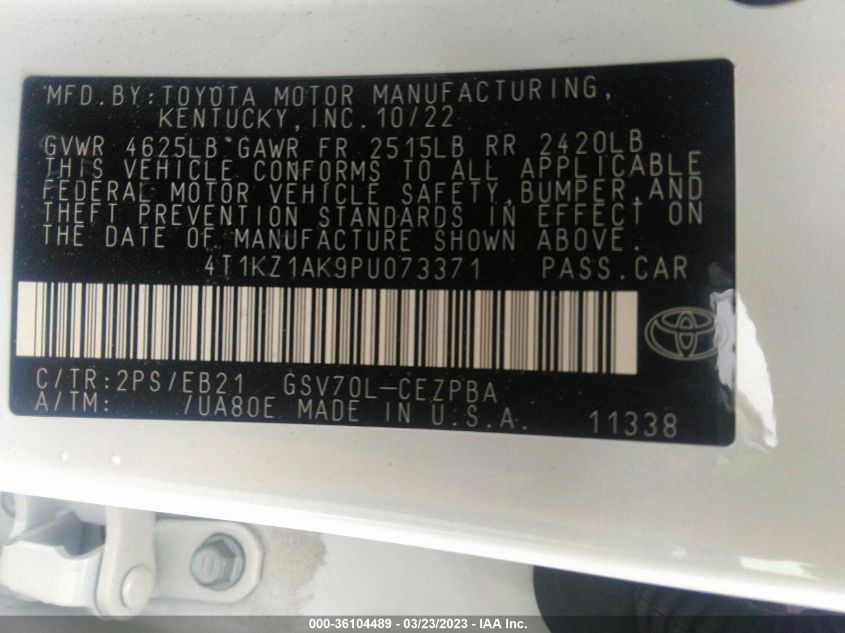 MFD.BY:TOYOTA MOTOR MANUFACTURING,
KENTUCKY,INC.10/22
GVWR 4625LB GAWR FR 2515LB RR 2420LB
THIS VEHICLE CONFORMS TO ALL APPLICABLE
FEDERAL MOTOR VEHICLE SAFETY,BUMPER,AND
THEFT PREVENTION STANDARDS IN EFFECT ON
THE DATE OF MANUFACTURE SHOWN ABOVE.
4T1KZ1AK9PU073371 PASS.CAR
C/TR:2PS/EB21 GSV70L-CEZPBA
A/TM: /UA80E MADE IN U.S.A. 11338
000-36104489 - 03/23/2023 - IAA Inc.